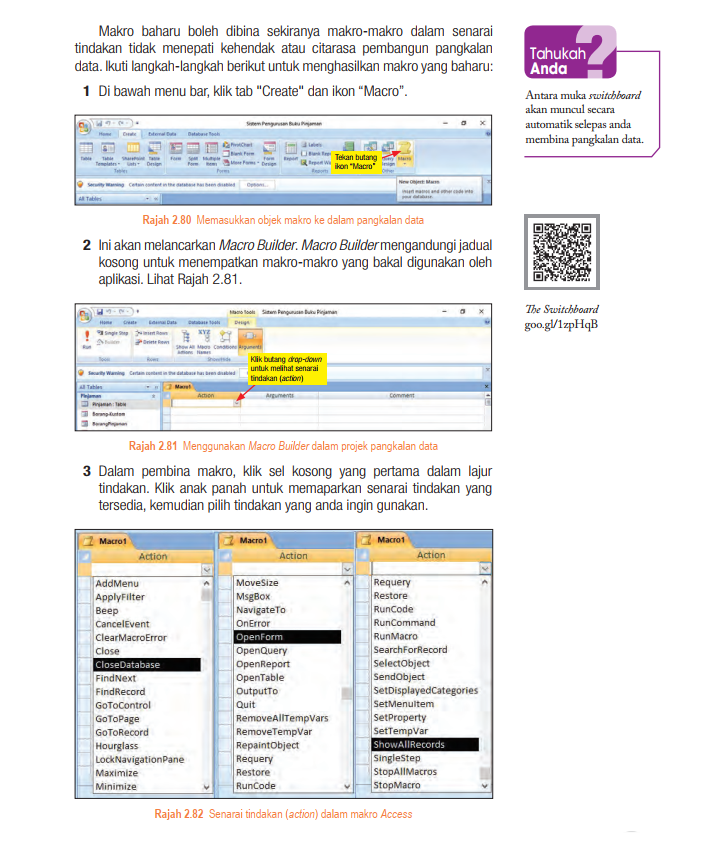 Makro baharu boleh dibina sekiranya makro-makro dalam senarai
tindakan tidak menepati kehendak atau citarasa pembangun pangkalan
data. Ikuti langkah-langkah berikut untuk menghasilkan makro yang baharu:
1 Di bawah menu bar, klik tab "Create" dan ikon “Macro”.
Sistem Pengurusan Buku Pinjaman
Home Create External Data Database Tools
Table Table Templates SharePoint Lists Table Design Form Split Form Multiple Items PivotChart Blank Form More Forms Form Design Report Labels Blank Report Macro
Tables Forms Reports Other
Tekan butang
ikon “Macro”
Security Warning Certain content in the database has been disabled Options...
New Object: Macro
Insert macros and other code into
your database.
All Tables
Rajah 2.80 Memasukkan objek makro ke dalam pangkalan data
2 Ini akan melancarkan Macro Builder. Macro Builder mengandungi jadual
kosong untuk menempatkan makro-makro yang bakal digunakan oleh
aplikasi. Lihat Rajah 2.81.
Macro Tools Sistem Pengurusan Buku Pinjaman
Home Create External Data Database Tools Design
Run Single Step Builder Insert Rows Delete Rows Show All Actions Macro Names Conditions Arguments
Tools Rows Show/Hide
Klik butang drop-down
untuk melihat senarai
tindakan (action)
Security Warning Certain content in the database has been disabled
All Tables Macro1
Pinjaman Action Arguments Comment
Pinjaman : Table
Borang-Kustom
BorangPinjaman
Rajah 2.81 Menggunakan Macro Builder dalam projek pangkalan data
3 Dalam pembina makro, klik sel kosong yang pertama dalam lajur
tindakan. Klik anak panah untuk memaparkan senarai tindakan yang
tersedia, kemudian pilih tindakan yang anda ingin gunakan.
Macro1
Action
AddMenu
ApplyFilter
Beep
CancelEvent
ClearMacroError
Close
CloseDatabase
FindNext
FindRecord
GoToControl
GoToPage
GoToRecord
Hourglass
LockNavigationPane
Maximize
Minimize
Macro1
Action
MoveSize
MsgBox
NavigateTo
OnError
OpenForm
OpenQuery
OpenReport
OpenTable
OutputTo
Quit
RemoveAllTempVars
RemoveTempVar
RepaintObject
Requery
Restore
RunCode
Macro1
Action
Requery
Restore
RunCode
RunCommand
RunMacro
SearchForRecord
SelectObject
SendObject
SetDisplayedCategories
SetMenuItem
SetProperty
SetTempVar
ShowAllRecords
SingleStep
StopAllMacros
StopMacro
Rajah 2.82 Senarai tindakan (action) dalam makro Access
Tahukah
Anda
?
Antara muka switchboard
akan muncul secara
automatik selepas anda
membina pangkalan data.
The Switchboard
goo.gl/1zpHqB